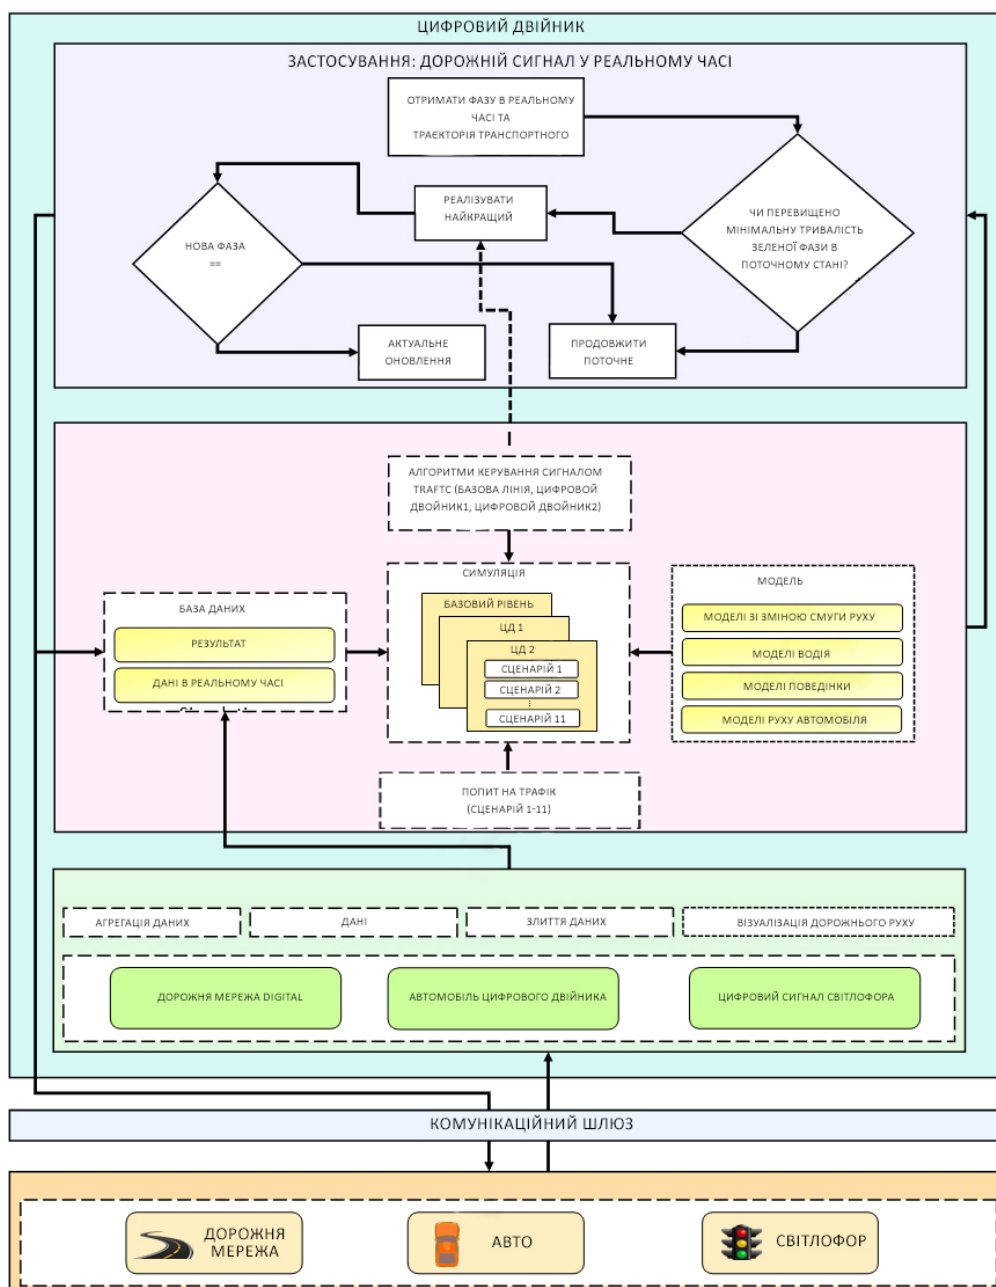 ЦИФРОВИЙ ДВІЙНИК
ЗАСТОСУВАННЯ: ДОРОЖНІЙ СИГНАЛ У РЕАЛЬНОМУ ЧАСІ
ОТРИМАТИ ФАЗУ В РЕАЛЬНОМУ
ЧАСІ ТА
ТРАЄКТОРІЯ ТРАНСПОРТНОГО
РЕАЛІЗУВАТИ
НАЙКРАЩИЙ
ЧИ ПЕРЕВИЩЕНО
МІНІМАЛЬНУ ТРИВАЛІСТЬ
ЗЕЛЕНОЇ ФАЗИ В
ПОТОЧНОМУ СТАНІ?
НОВА ФАЗА
==
АКТУАЛЬНЕ
ОНОВЛЕННЯ
ПРОДОВЖИТИ
ПОТОЧНЕ
АЛГОРИТМИ КЕРУВАННЯ СИГНАЛОМ
TRAFTC (БАЗОВА ЛІНІЯ, ЦИФРОВОЙ
ДВОЙНИК1, ЦИФРОВОЙ ДВОЙНИК2)
СИМУЛЯЦІЯ
БАЗОВИЙ РІВЕНЬ
ЦД 1
ЦД 2
СЦЕНАРІЙ 1
СЦЕНАРІЙ 2
⋮
СЦЕНАРІЙ 11
БАЗА ДАНИХ
РЕЗУЛЬТАТ
ДАНІ В РЕАЛЬНОМУ ЧАСІ
МОДЕЛЬ
МОДЕЛІ ЗІ ЗМІНОЮ СМУГИ РУХУ
МОДЕЛІ ВОДІЯ
МОДЕЛІ ПОВЕДІНКИ
МОДЕЛІ РУХУ АВТОМОБІЛЯ
ПОПИТ НА ТРАФІК
(СЦЕНАРІЙ 1-11)
АГРЕГАЦІЯ ДАНИХ
ДАНІ
ЗЛИТТЯ ДАНИХ
ВІЗУАЛІЗАЦІЯ ДОРОЖНЬОГО РУХУ
ДОРОЖНЯ МЕРЕЖА DIGITAL
АВТОМОБІЛЬ ЦИФРОВОГО ДВІЙНИКА
ЦИФРОВИЙ СИГНАЛ СВІТЛОФОРА
КОМУНІКАЦІЙНИЙ ШЛЮЗ
ДОРОЖНЯ
МЕРЕЖА
АВТО
СВІТЛОФОР